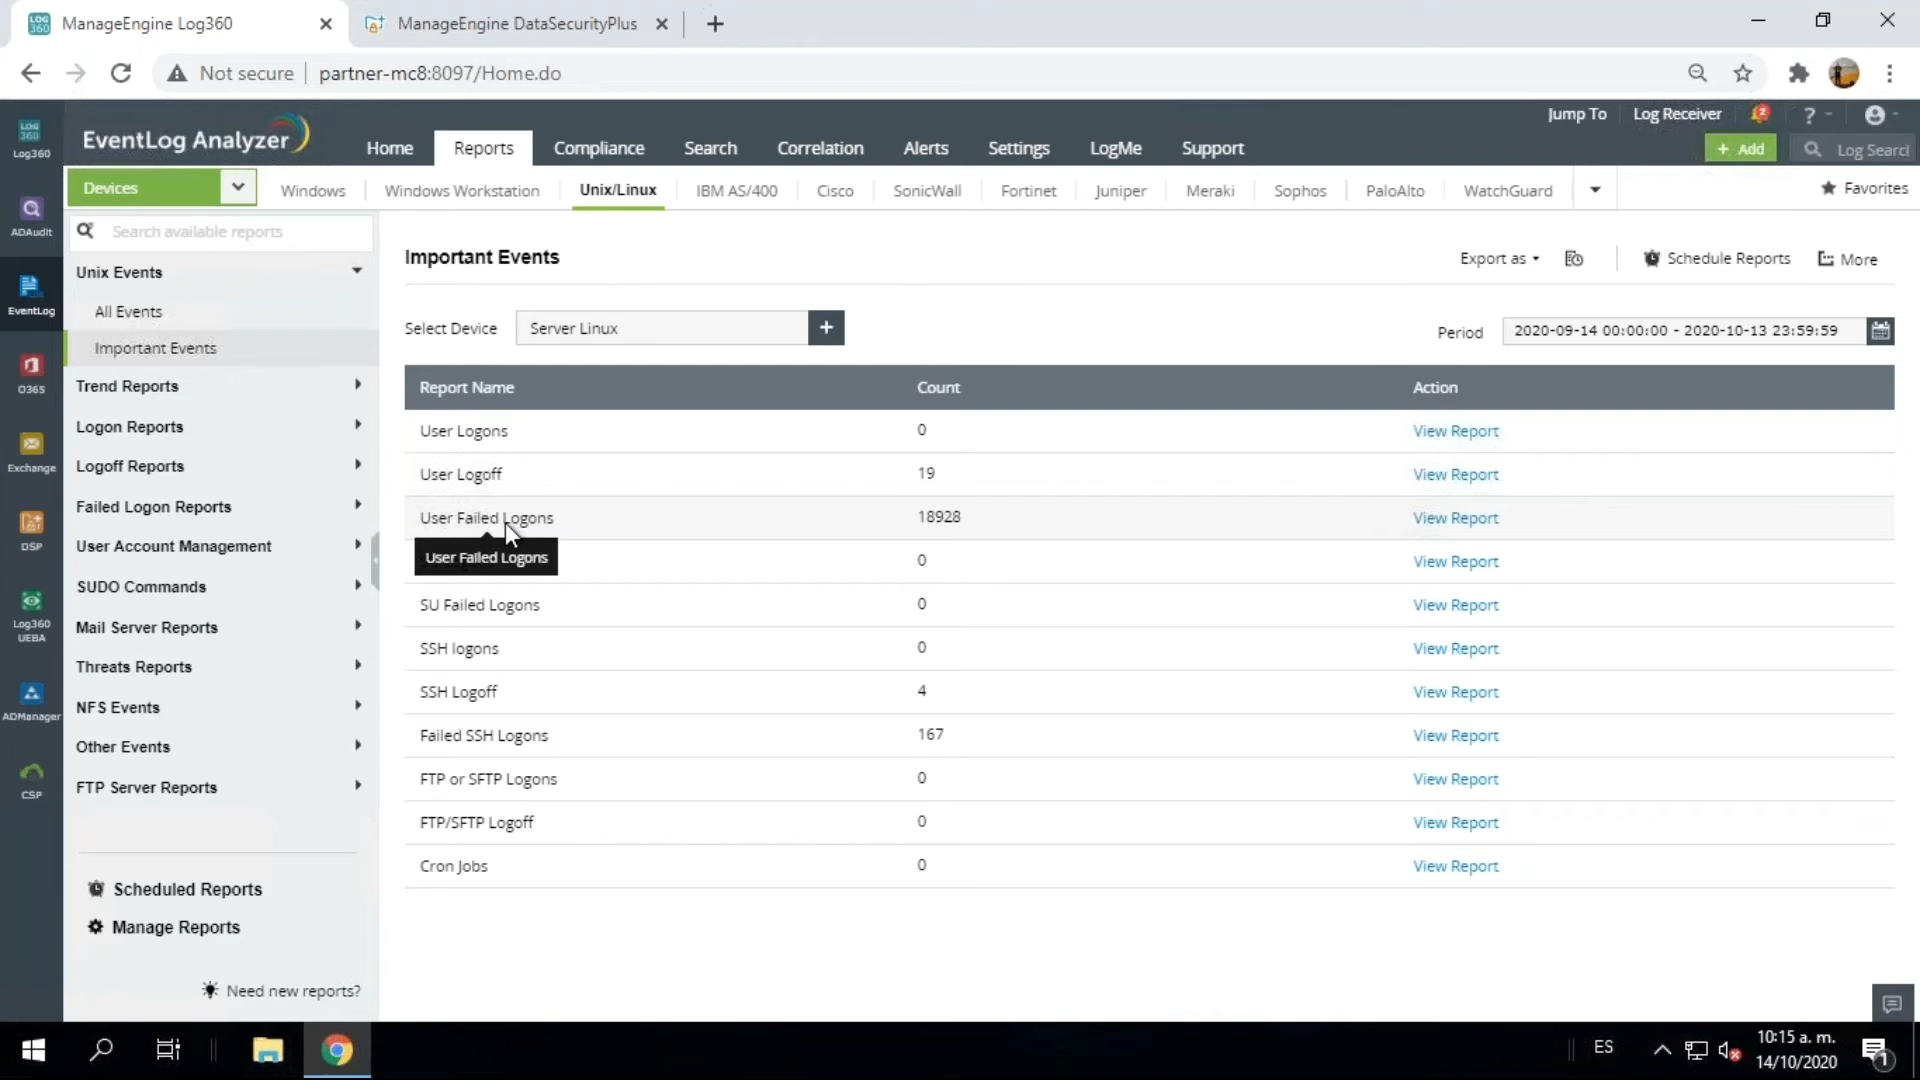 ManageEngine Log360
ManageEngine DataSecurityPlus
Not secure
partner-mc8:8097/Home.do
LOG 360
Log360
ADAudit
EventLog
O365
Exchange
DSP
Log360 UEBA
ADManager
CSP
EventLog Analyzer
Home
Reports
Compliance
Search
Correlation
Alerts
Settings
LogMe
Support
Jump To
Log Receiver
2
?
+ Add
Log Searcl
Devices
Windows
Windows Workstation
Unix/Linux
IBM AS/400
Cisco
SonicWall
Fortinet
Juniper
Meraki
Sophos
PaloAlto
WatchGuard
Favorites
Search available reports
Unix Events
All Events
Important Events
Trend Reports
Logon Reports
Logoff Reports
Failed Logon Reports
User Account Management
SUDO Commands
Mail Server Reports
Threats Reports
NFS Events
Other Events
FTP Server Reports
Scheduled Reports
Manage Reports
Need new reports?
Important Events
Export as
Schedule Reports
More
Select Device
Server Linux
+
Period
2020-09-14 00:00:00 - 2020-10-13 23:59:59
Report Name Count Action
User Logons 0 View Report
User Logoff 19 View Report
User Failed Logons 18928 View Report
User Failed Logons
0 View Report
SU Failed Logons 0 View Report
SSH logons 0 View Report
SSH Logoff 4 View Report
Failed SSH Logons 167 View Report
FTP or SFTP Logons 0 View Report
FTP/SFTP Logoff 0 View Report
Cron Jobs 0 View Report
ES
10:15 a. m.
14/10/2020
1